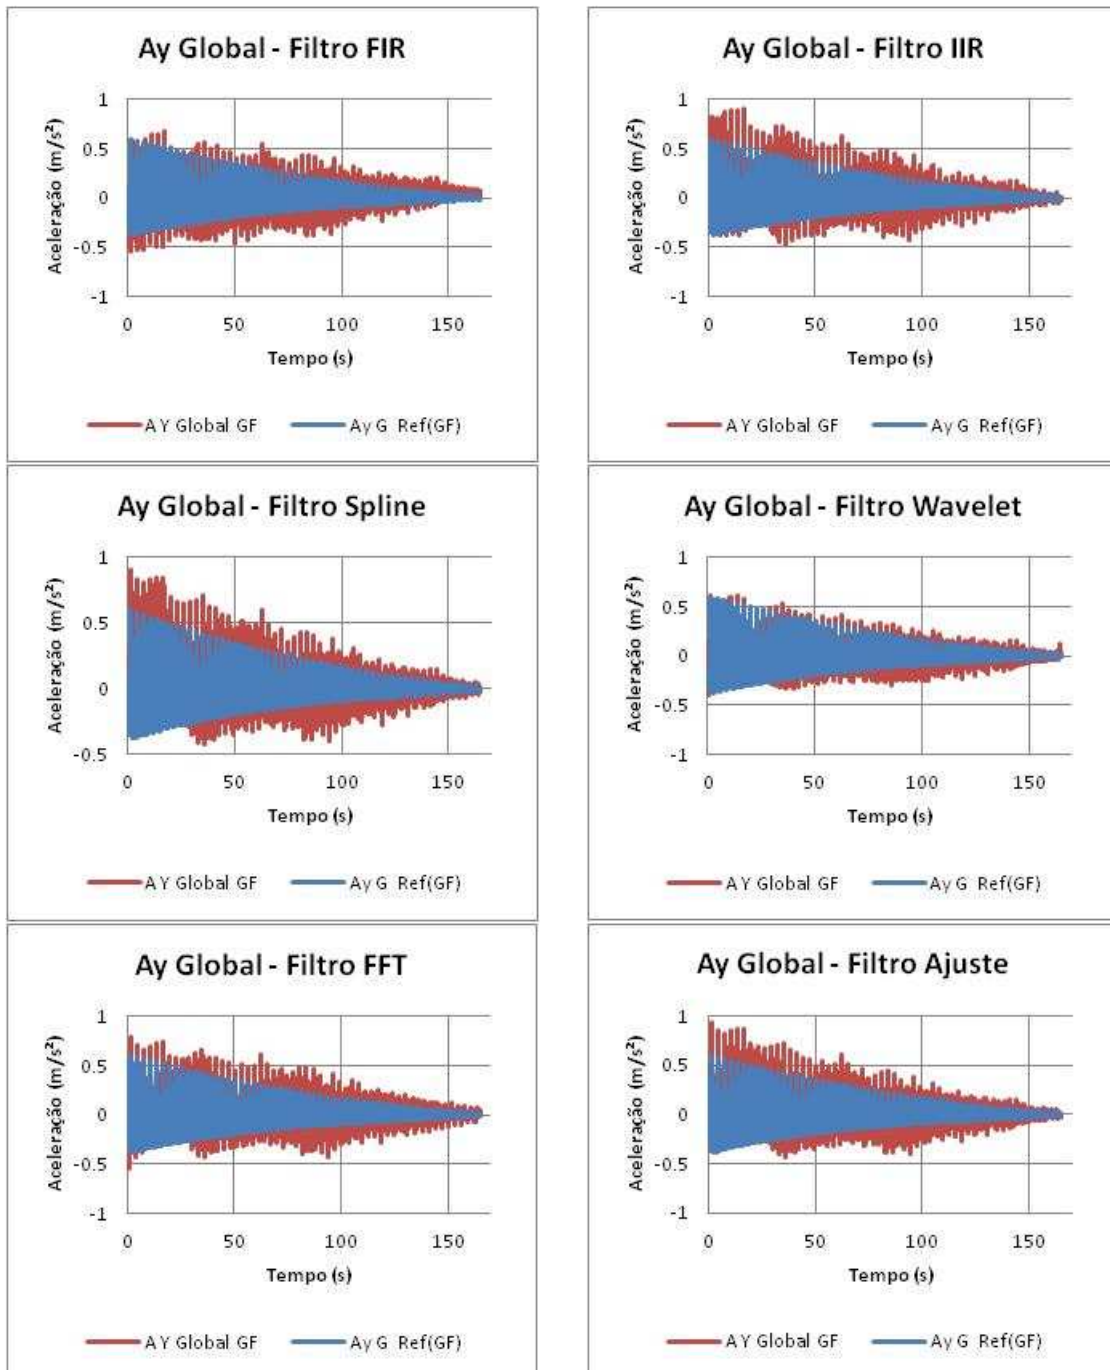 Ay Global - Filtro FIR
Aceleração (m/s²)
1
0.5
0
-0.5
-1
0 50 100 150
Tempo (s)
AY Global GF Ay G Ref(GF)
Ay Global - Filtro IIR
Aceleração (m/s²)
1
0.5
0
-0.5
-1
0 50 100 150
Tempo (s)
AY Global GF Ay G Ref(GF)
Ay Global - Filtro Spline
Aceleração (m/s²)
1
0.5
0
-0.5
0 50 100 150
Tempo (s)
AY Global GF Ay G Ref(GF)
Ay Global - Filtro Wavelet
Aceleração (m/s²)
1
0.5
0
-0.5
-1
0 50 100 150
Tempo (s)
AY Global GF Ay G Ref(GF)
Ay Global - Filtro FFT
Aceleração (m/s²)
1
0.5
0
-0.5
-1
0 50 100 150
Tempo (s)
AY Global GF Ay G Ref(GF)
Ay Global - Filtro Ajuste
Aceleração (m/s²)
1
0.5
0
-0.5
-1
0 50 100 150
Tempo (s)
AY Global GF Ay G Ref(GF)